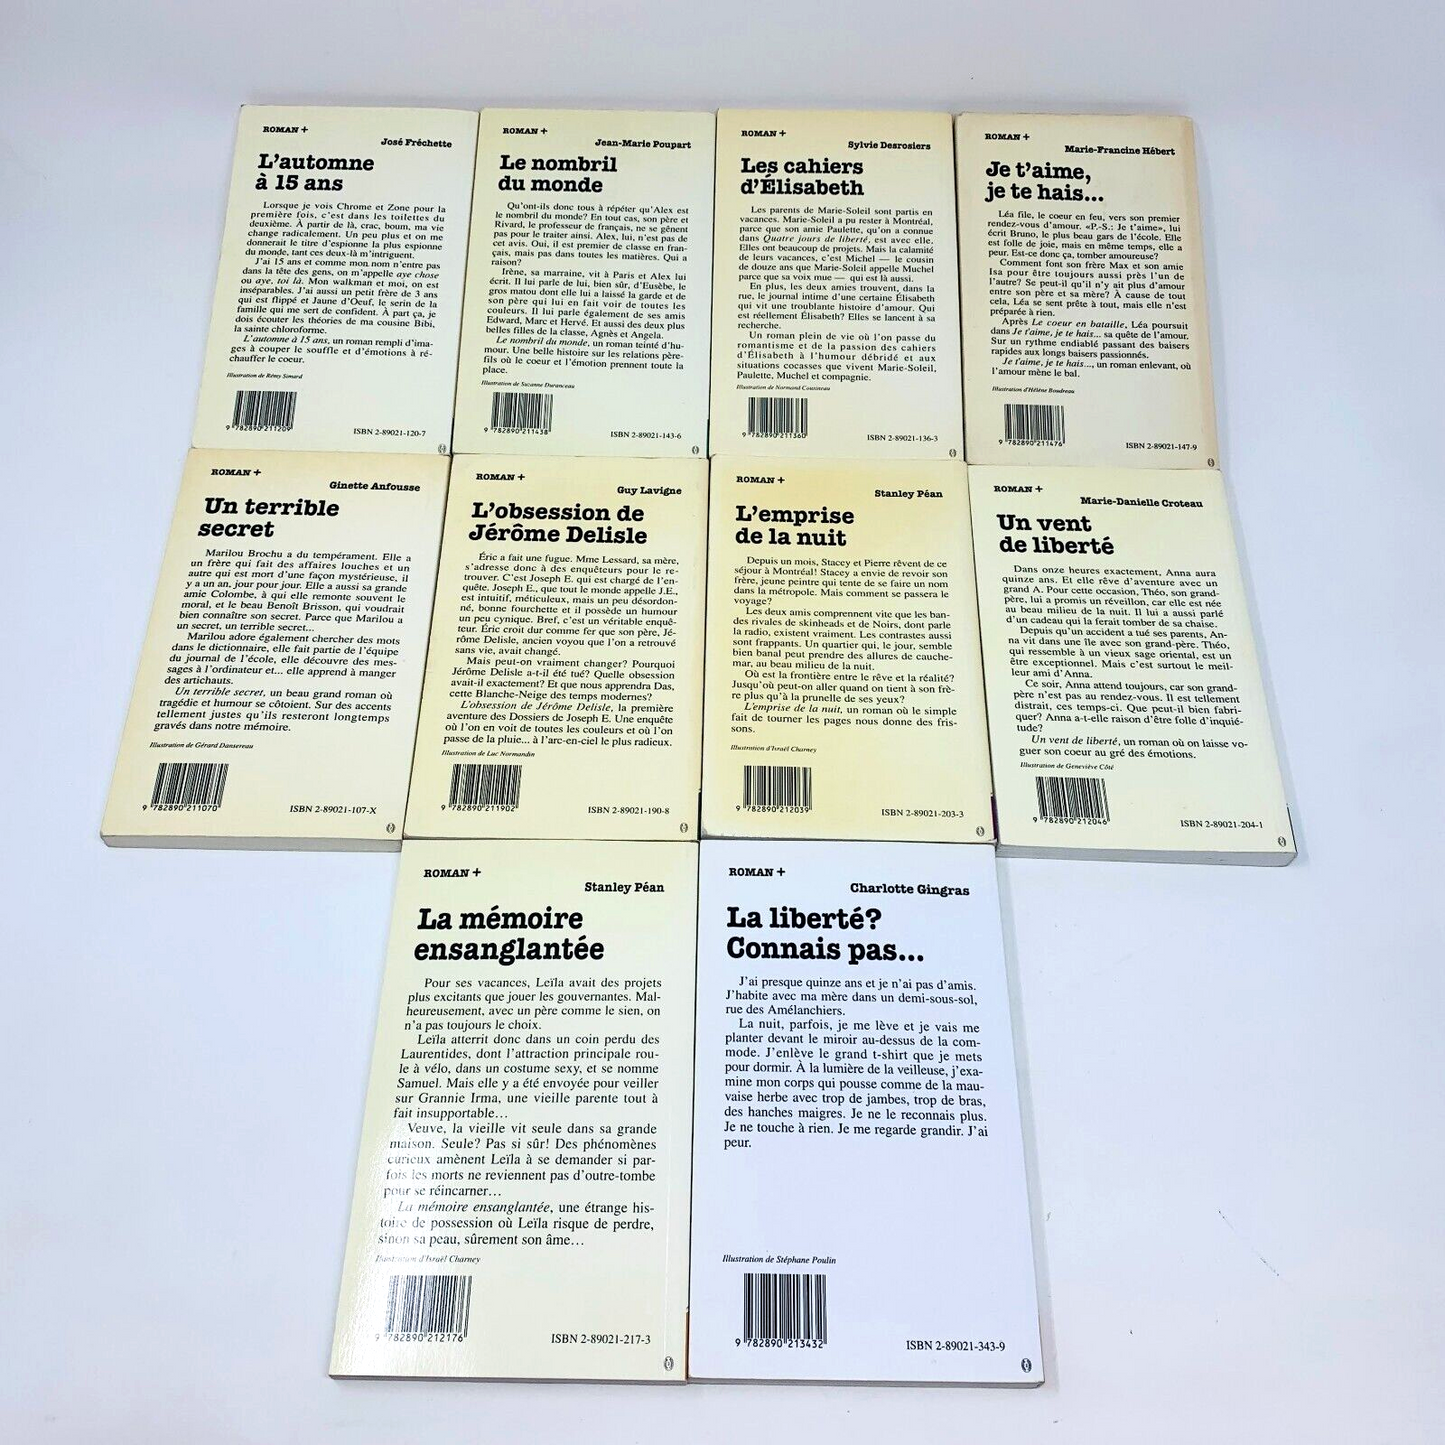 ROMAN +
José Fréchette
L'automne
à 15 ans
Lorsque je vois Chrome et Zone pour la
première fois, c'est dans les toilettes du
deuxième. À partir de là, crac, boum, ma vie
change radicalement. Un peu plus et on me
donnerait le titre d'espionne la plus espionne
du monde, tant ces deux-là m'intriguent.
J'ai 15 ans et comme mon nom n'entre pas
dans la tête des gens, on m'appelle aye chose
ou aye, toi là. Mon walkman et moi, on est
inséparables. J'ai aussi un petit frère de 3 ans
qui est flippé et Jaune d'Oeuf, le serin de la
famille qui me sert de confident. À part ça, je
dois écouter les théories de ma cousine Bibi,
la sainte chloroforme.
L'automne à 15 ans, un roman rempli d'ima-
ges à couper le souffle et d'émotions à ré-
chauffer le coeur.
Illustration de Rémy Simard
9 782890 211209
ISBN 2-89021-120-7
ROMAN +
Jean-Marie Poupart
Le nombril
du monde
Qu'ont-ils donc tous à répéter qu'Alex est
le nombril du monde? En tout cas, son père et
Rivard, le professeur de français, ne se gênent
pas pour le traiter ainsi. Alex, lui, n'est pas de
cet avis. Oui, il est premier de classe en fran-
çais, mais pas dans toutes les matières. Qui a
raison?
Irène, sa marraine, vit à Paris et Alex lui
écrit. Il lui parle de lui, bien sûr, d'Eusèbe, le
gros matou dont elle lui a laissé la garde et de
son père qui lui en fait voir de toutes les
couleurs. Il lui parle également de ses amis
Edward, Marc et Hervé. Et aussi des deux plus
belles filles de la classe, Agnès et Angela.
Le nombril du monde, un roman teinté d'hu-
mour. Une belle histoire sur les relations père-
fils où le coeur et l'émotion prennent toute la
place.
Illustration de Suzanne Duranceau
9 782890 211438
ISBN 2-89021-143-6
ROMAN +
Sylvie Desrosiers
Les cahiers
d'Élisabeth
Les parents de Marie-Soleil sont partis en
vacances. Marie-Soleil a pu rester à Montréal,
parce que son amie Paulette, qu'on a connue
dans Quatre jours de liberté, est avec elle.
Elles ont beaucoup de projets. Mais la calamité
de leurs vacances, c'est Michel — le cousin
de douze ans que Marie-Soleil appelle Muchel
parce que sa voix mue — qui est là aussi.
En plus, les deux amies trouvent, dans la
rue, le journal intime d'une certaine Élisabeth
qui vit une troublante histoire d'amour. Qui
est réellement Élisabeth? Elles se lancent à sa
recherche.
Un roman plein de vie où l'on passe du
romantisme et de la passion des cahiers
d'Élisabeth à l'humour débridé et aux
situations cocasses que vivent Marie-Soleil,
Paulette, Muchel et compagnie.
Illustration de Normand Cousineau
9 782890 211360
ISBN 2-89021-136-3
ROMAN +
Marie-Francine Hébert
Je t'aime,
je te hais...
Léa file, le coeur en feu, vers son premier
rendez-vous d'amour. «P.-S.: Je t'aime», lui
écrit Bruno, le plus beau gars de l'école. Elle
est folle de joie, mais en même temps, elle a
peur. Est-ce donc ça, tomber amoureuse?
Comment font son frère Max et son amie
Isa pour être toujours aussi près l'un de
l'autre? Se peut-il qu'il n'y ait plus d'amour
entre son père et sa mère? À cause de tout
cela, Léa se sent prête à tout, mais elle n'est
préparée à rien.
Après Le coeur en bataille, Léa poursuit
dans Je t'aime, je te hais... sa quête de l'amour.
Sur un rythme endiablé passant des baisers
rapides aux longs baisers passionnés.
Je t'aime, je te hais..., un roman enlevant, où
l'amour mène le bal.
Illustration d'Hélène Boudreau
9 782890 211476
ISBN 2-89021-147-9
ROMAN +
Ginette Anfousse
Un terrible
secret
Marilou Brochu a du tempérament. Elle a
un frère qui fait des affaires louches et un
autre qui est mort d'une façon mystérieuse, il
y a un an, jour pour jour. Elle a aussi sa grande
amie Colombe, à qui elle remonte souvent le
moral, et le beau Benoît Brisson, qui voudrait
bien connaître son secret. Parce que Marilou a
un secret, un terrible secret...
Marilou adore également chercher des mots
dans le dictionnaire, elle fait partie de l'équipe
du journal de l'école, elle découvre des mes-
sages à l'ordinateur et... elle apprend à manger
des artichauts.
Un terrible secret, un beau grand roman où
tragédie et humour se côtoient. Sur des accents
tellement justes qu'ils resteront longtemps
gravés dans notre mémoire.
Illustration de Gérard Dansereau
9 782890 211070
ISBN 2-89021-107-X
ROMAN +
Guy Lavigne
L'obsession de
Jérôme Delisle
Éric a fait une fugue. Mme Lessard, sa mère,
s'adresse donc à des enquêteurs pour le re-
trouver. C'est Joseph E. qui est chargé de l'en-
quête. Joseph E., que tout le monde appelle J.E.,
est intuitif, méticuleux, mais un peu désordon-
né, bonne fourchette et il possède un humour
un peu cynique. Bref, c'est un véritable enquê-
teur. Éric croit dur comme fer que son père, Jé-
rôme Delisle, ancien voyou que l'on a retrouvé
sans vie, avait changé.
Mais peut-on vraiment changer? Pourquoi
Jérôme Delisle a-t-il été tué? Quelle obsession
avait-il exactement? Et que nous apprendra Das,
cette Blanche-Neige des temps modernes?
L'obsession de Jérôme Delisle, la première
aventure des Dossiers de Joseph E. Une enquête
où l'on en voit de toutes les couleurs et où l'on
passe de la pluie... à l'arc-en-ciel le plus radieux.
Illustration de Luc Normandin
9 782890 211902
ISBN 2-89021-190-8
ROMAN +
Stanley Péan
L'emprise
de la nuit
Depuis un mois, Stacey et Pierre rêvent de ce
séjour à Montréal! Stacey a envie de revoir son
frère, jeune peintre qui tente de se faire un nom
dans la métropole. Mais comment se passera le
voyage?
Les deux amis comprennent vite que les ban-
des rivales de skinheads et de Noirs, dont parle
la radio, existent vraiment. Les contrastes aussi
sont frappants. Un quartier qui, le jour, semble
bien banal peut prendre des allures de cauche-
mar, au beau milieu de la nuit.
Où est la frontière entre le rêve et la réalité?
Jusqu'où peut-on aller quand on tient à son frè-
re plus qu'à la prunelle de ses yeux?
L'emprise de la nuit, un roman où le simple
fait de tourner les pages nous donne des fris-
sons.
Illustration d'Israël Charney
9 782890 212039
ISBN 2-89021-203-3
ROMAN +
Marie-Danielle Croteau
Un vent
de liberté
Dans onze heures exactement, Anna aura
quinze ans. Et elle rêve d'aventure avec un
grand A. Pour cette occasion, Théo, son grand-
père, lui a promis un réveillon, car elle est née
au beau milieu de la nuit. Il lui a aussi parlé
d'un cadeau qui la ferait tomber de sa chaise.
Depuis qu'un accident a tué ses parents, An-
na vit dans une île avec son grand-père. Théo,
qui ressemble à un vieux sage oriental, est un
être exceptionnel. Mais c'est surtout le meil-
leur ami d'Anna.
Ce soir, Anna attend toujours, car son grand-
père n'est pas au rendez-vous. Il est tellement
distrait, ces temps-ci. Que peut-il bien fabri-
quer? Anna a-t-elle raison d'être folle d'inquié-
tude?
Un vent de liberté, un roman où on laisse vo-
guer son coeur au gré des émotions.
Illustration de Geneviève Côté
9 782890 212046
ISBN 2-89021-204-1
ROMAN +
Stanley Péan
La mémoire
ensanglantée
Pour ses vacances, Leïla avait des projets
plus excitants que jouer les gouvernantes. Mal-
heureusement, avec un père comme le sien, on
n'a pas toujours le choix.
Leïla atterrit donc dans un coin perdu des
Laurentides, dont l'attraction principale rou-
le à vélo, dans un costume sexy, et se nomme
Samuel. Mais elle y a été envoyée pour veiller
sur Grannie Irma, une vieille parente tout à
fait insupportable...
Veuve, la vieille vit seule dans sa grande
maison. Seule? Pas si sûr! Des phénomènes
curieux amènent Leïla à se demander si par-
fois les morts ne reviennent pas d'outre-tombe
pour se réincarner...
La mémoire ensanglantée, une étrange his-
toire de possession où Leïla risque de perdre,
sinon sa peau, sûrement son âme...
Illustration d'Israël Charney
9 782890 212176
ISBN 2-89021-217-3
ROMAN +
Charlotte Gingras
La liberté?
Connais pas...
J'ai presque quinze ans et je n'ai pas d'amis.
J'habite avec ma mère dans un demi-sous-sol,
rue des Amélanchiers.
La nuit, parfois, je me lève et je vais me
planter devant le miroir au-dessus de la com-
mode. J'enlève le grand t-shirt que je mets
pour dormir. À la lumière de la veilleuse, j'exa-
mine mon corps qui pousse comme de la mau-
vaise herbe avec trop de jambes, trop de bras,
des hanches maigres. Je ne le reconnais plus.
Je ne touche à rien. Je me regarde grandir. J'ai
peur.
Illustration de Stéphane Poulin
9 782890 213432
ISBN 2-89021-343-9